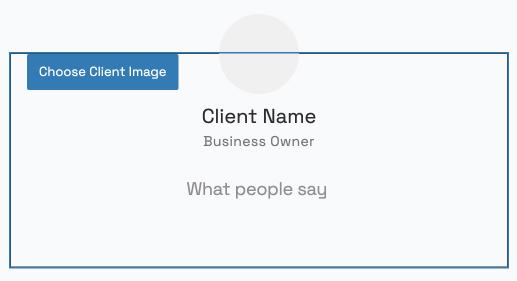 Choose Client Image
Client Name
Business Owner
What people say